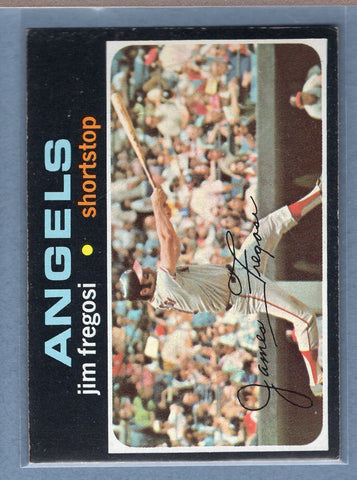 ANGELS
jim fregosi • shortstop
James Fregosi